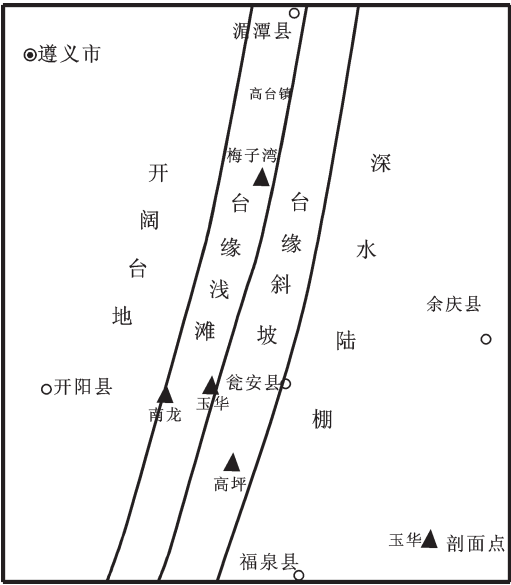 湄潭县
遵义市
高台镇
梅子湾
开阔台地
台缘浅滩
台缘斜坡
深水陆棚
余庆县
开阳县
南龙
玉华
瓮安县
高坪
福泉县
玉华 剖面点